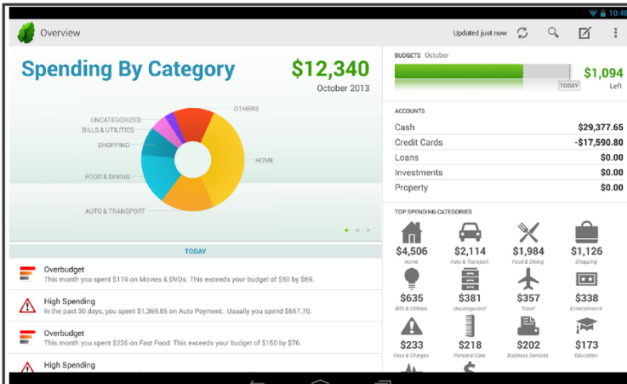 10:48
Overview
Updated just now
Spending By Category
$12,340
October 2013
OTHERS
UNCATEGORIZED
BILLS & UTILITIES
SHOPPING
HOME
FOOD & DINING
AUTO & TRANSPORT
TODAY
Overbudget
This month you spent $119 on Movies & DVDs. This exceeds your budget of $50 by $69.
High Spending
In the past 30 days, you spent $1,369.85 on Auto Payment. Usually you spend $657.70.
Overbudget
This month you spent $226 on Fast Food. This exceeds your budget of $150 by $76.
High Spending
BUDGETS October
$1,094
TODAY
Left
ACCOUNTS
Cash $29,377.65
Credit Cards -$17,590.80
Loans $0.00
Investments $0.00
Property $0.00
TOP SPENDING CATEGORIES
$4,506 $2,114 $1,984 $1,126
Home Auto & Transport Food & Dining Shopping
$635 $381 $357 $338
Bills & Utilities Uncategorized Travel Entertainment
$233 $218 $202 $173
Fees & Charges Personal Care Business Services Education